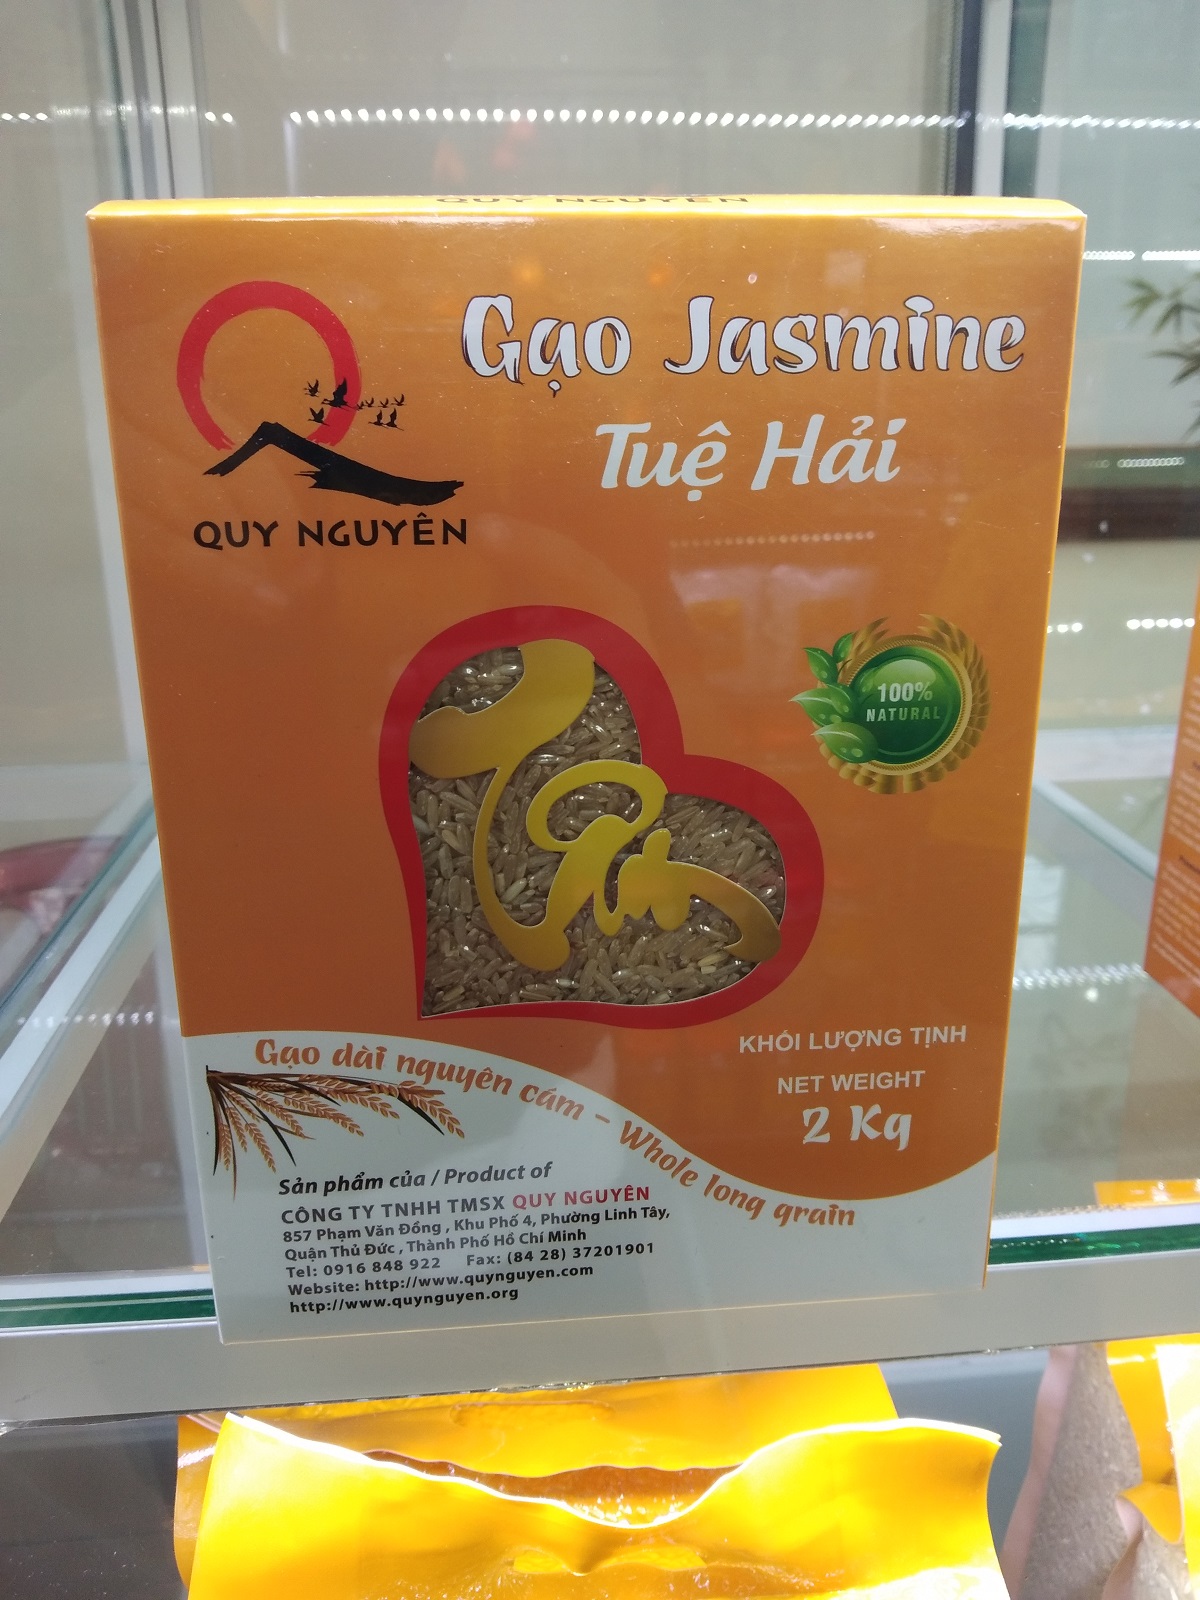 QUY NGUYÊN
Gạo Jasmine
Tuệ Hải
QUY NGUYÊN
100%
NATURAL
Tâm
KHỐI LƯỢNG TỊNH
NET WEIGHT
2 Kg
Gạo dài nguyên cám – Whole long grain
Sản phẩm của / Product of
CÔNG TY TNHH TMSX QUY NGUYÊN
857 Phạm Văn Đồng , Khu Phố 4, Phường Linh Tây,
Quận Thủ Đức , Thành Phố Hồ Chí Minh
Tel: 0916 848 922 Fax: (84 28) 37201901
Website: http://www.quynguyen.com
http://www.quynguyen.org